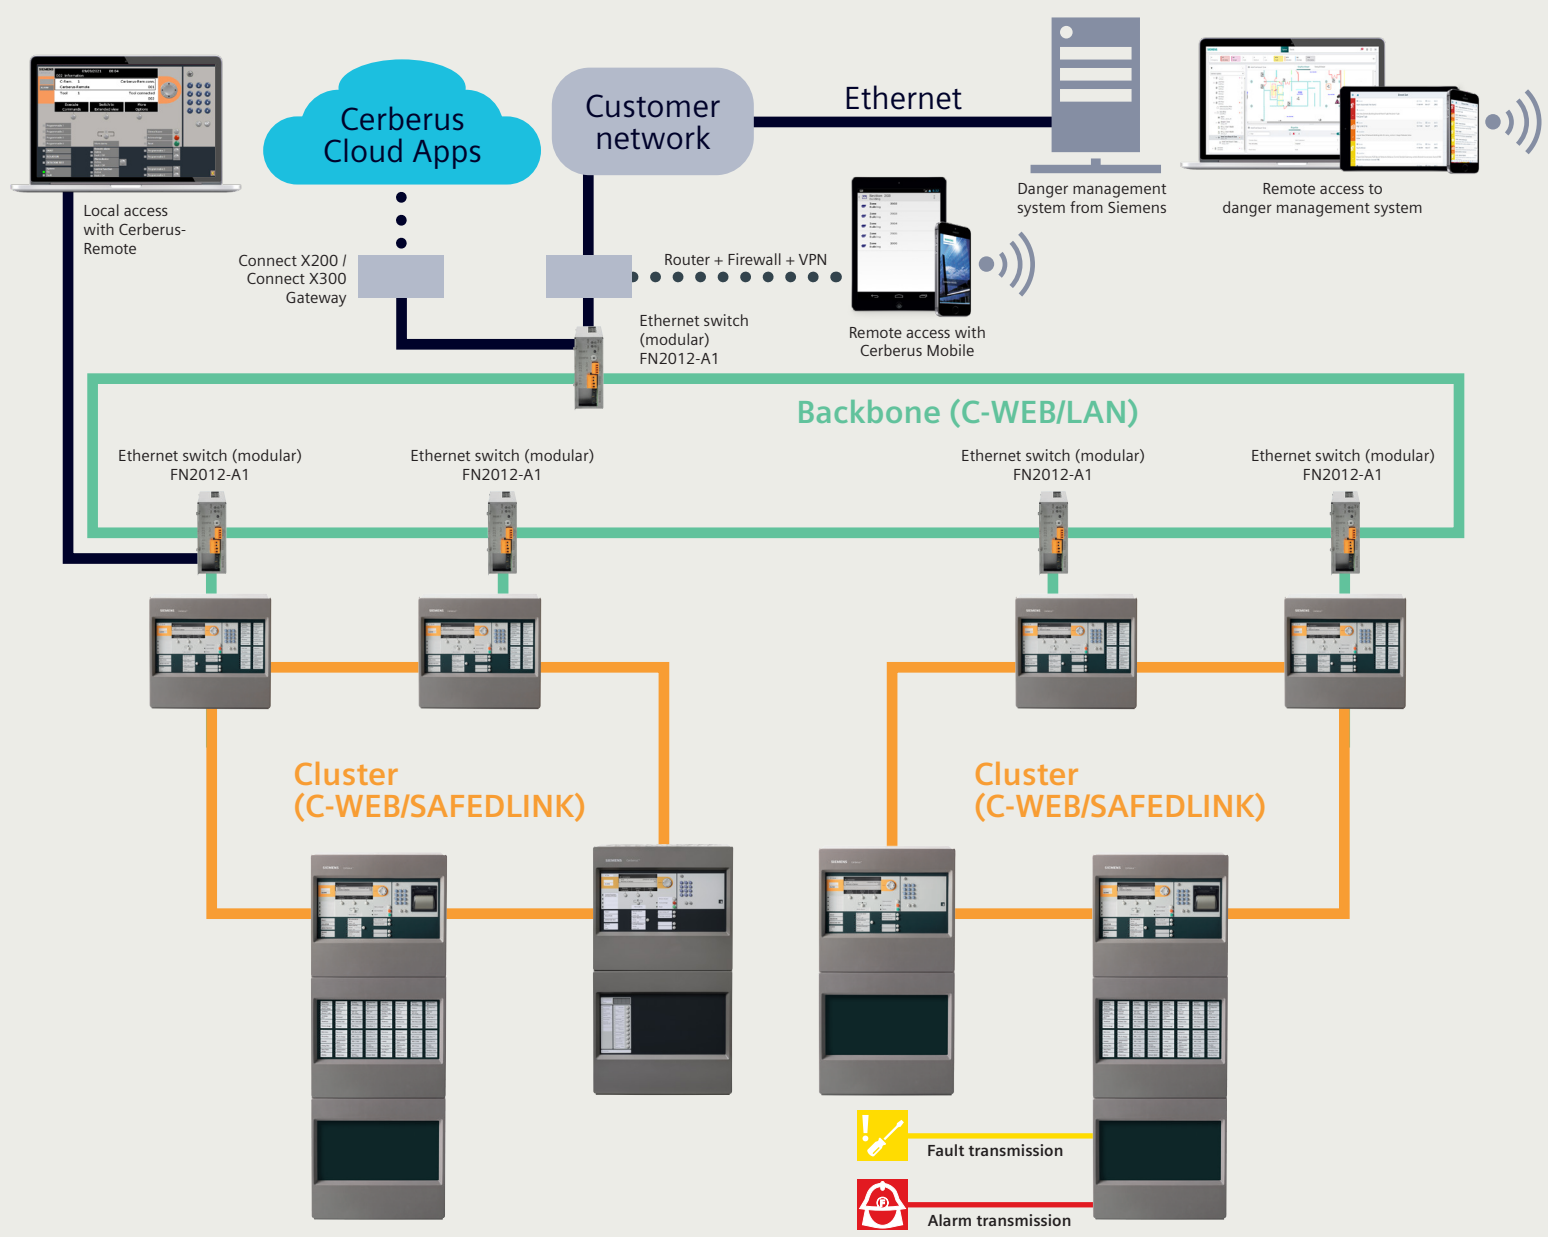 Cerberus
Cloud Apps
Customer
network
Ethernet
Danger management
system from Siemens
Remote access to
danger management system
Local access
with Cerberus-
Remote
Connect X200 /
Connect X300
Gateway
Router + Firewall + VPN
Ethernet switch
(modular)
FN2012-A1
Remote access with
Cerberus Mobile
Backbone (C-WEB/LAN)
Ethernet switch (modular)
FN2012-A1
Ethernet switch (modular)
FN2012-A1
Ethernet switch (modular)
FN2012-A1
Ethernet switch (modular)
FN2012-A1
Cluster
(C-WEB/SAFEDLINK)
Cluster
(C-WEB/SAFEDLINK)
Fault transmission
Alarm transmission